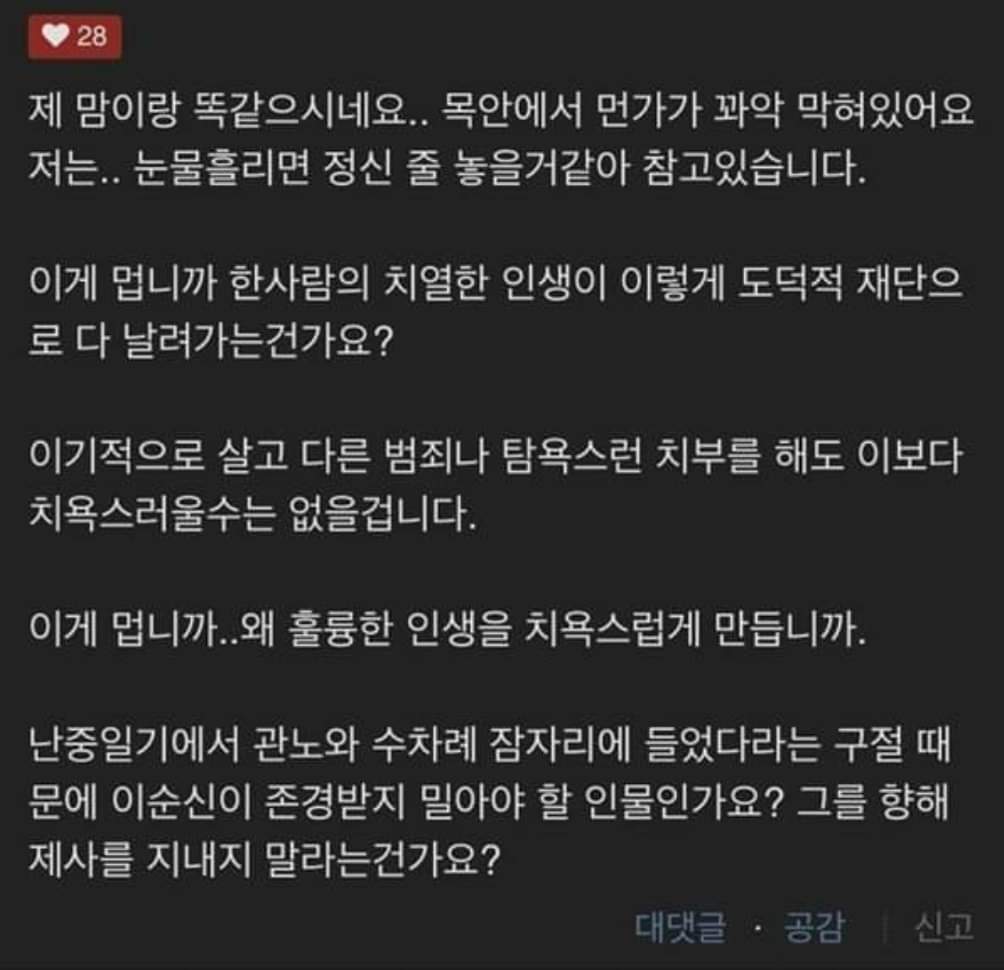 28
제 맘이랑 똑같으시네요.. 목안에서 먼가가 꽈악 막혀있어요
저는.. 눈물흘리면 정신 줄 놓을거같아 참고있습니다.
이게 멉니까 한사람의 치열한 인생이 이렇게 도덕적 재단으
로 다 날려가는건가요?
이기적으로 살고 다른 범죄나 탐욕스런 치부를 해도 이보다
치욕스러울수는 없을겁니다.
이게 멉니까..왜 훌륭한 인생을 치욕스럽게 만듭니까.
난중일기에서 관노와 수차례 잠자리에 들었다라는 구절 때
문에 이순신이 존경받지 밀아야 할 인물인가요? 그를 향해
제사를 지내지 말라는건가요?
대댓글 · 공감 | 신고